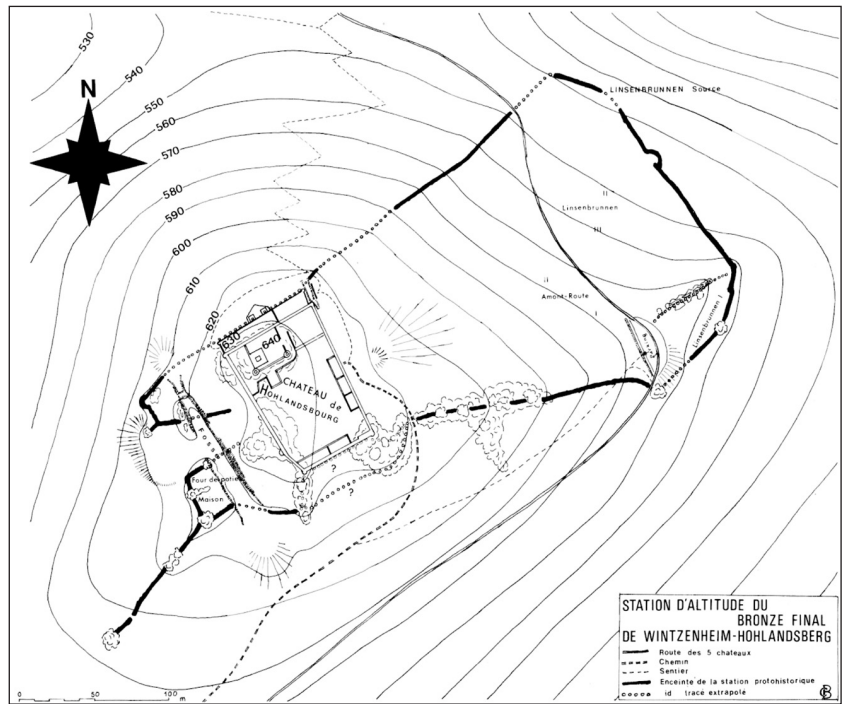 530
540
550
560
570
580
590
600
610
620
630
640
N
LINSENBRUNNEN Source
II
Linsenbrunnen
III
II
Amont-Route
I
Linsenbrunnen I
CHATEAU de
HOHLANDSBOURG
Four de potier
Maison
?
?
0 50 100
m
STATION D'ALTITUDE DU
BRONZE FINAL
DE WINTZENHEIM-HOHLANDSBERG
Route des 5 chateaux
Chemin
Sentier
Enceinte de la station protohistorique
id tracé extrapolé